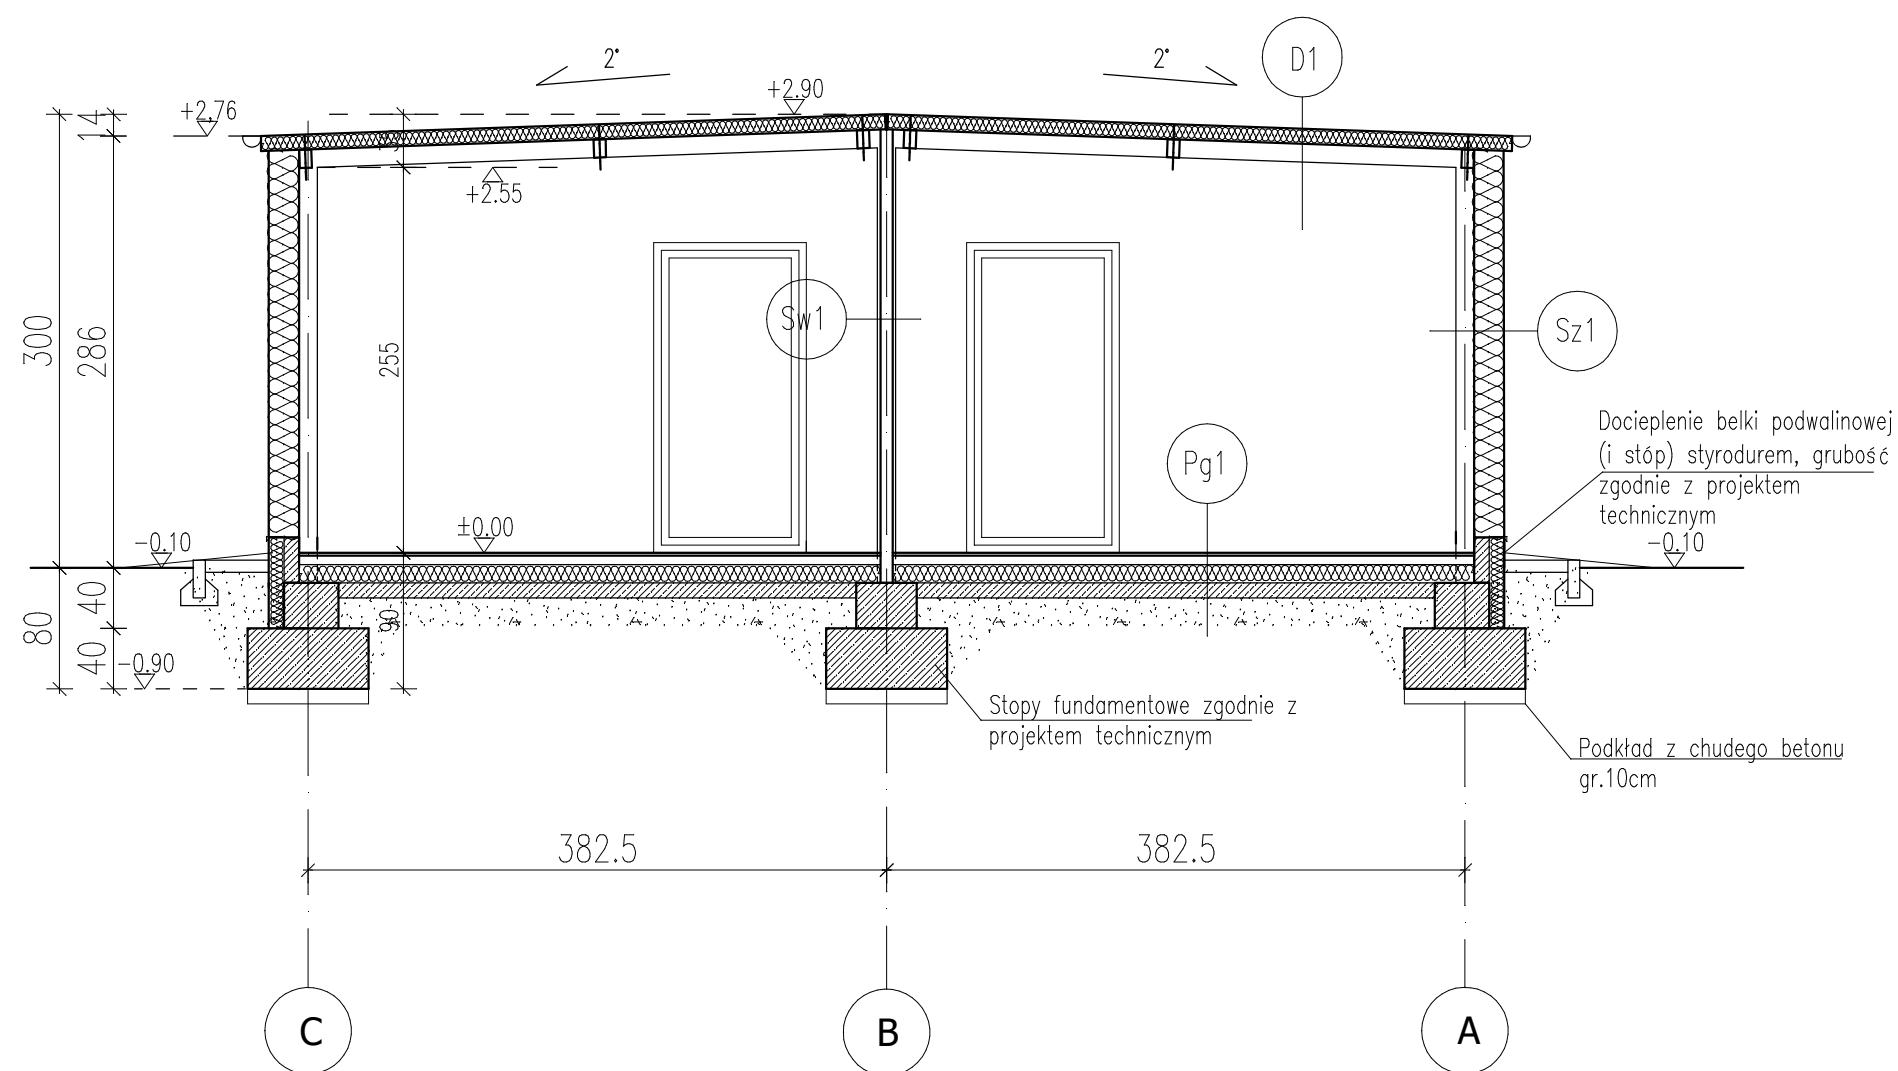 2°
2°
D1
+2.90
+2,76
14
+2.55
300
286
255
Sw1
Sz1
Docieplenie belki podwalinowej
(i stóp) styrodurem, grubość
zgodnie z projektem
technicznym
Pg1
±0.00
-0.10
-0.10
80
40
40
90
-0.90
Stopy fundamentowe zgodnie z
projektem technicznym
Podkład z chudego betonu
gr.10cm
382.5
382.5
C
B
A